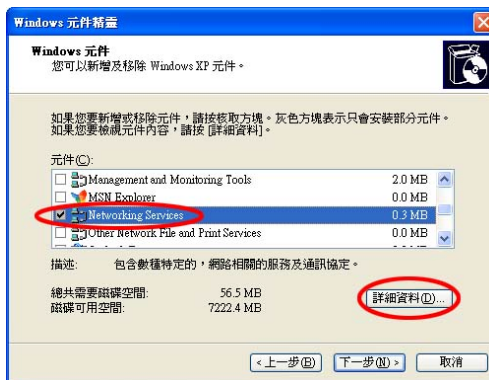 Windows 元件精靈
Windows 元件
您可以新增及移除 Windows XP 元件。
如果您要新增或移除元件，請按核取方塊。灰色方塊表示只會安裝部分元件。
如果您要檢視元件內容，請按 [詳細資料]。
元件(C):
Management and Monitoring Tools 2.0 MB
MSN Explorer 0.0 MB
Networking Services 0.3 MB
Other Network File and Print Services 0.0 MB
描述: 包含數種特定的，網路相關的服務及通訊協定。
總共需要磁碟空間: 56.5 MB
磁碟可用空間: 7222.4 MB
詳細資料(D)...
<上一步(B) 下一步(N)> 取消